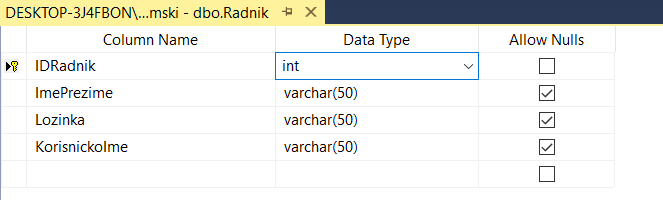 DESKTOP-3J4FBON\...mski - dbo.Radnik
Column Name Data Type Allow Nulls
IDRadnik int
ImePrezime varchar(50)
Lozinka varchar(50)
KorisnickoIme varchar(50)